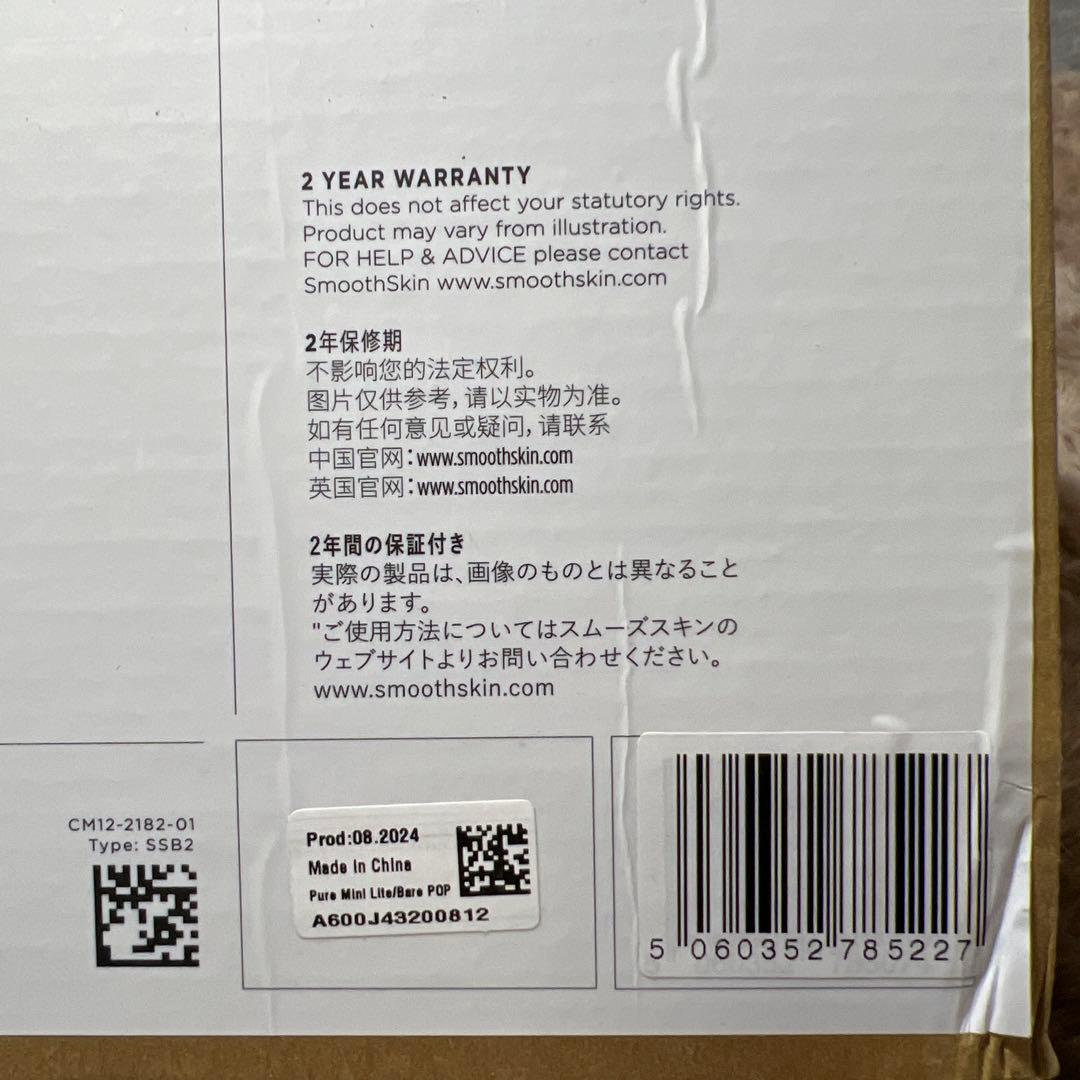 2 YEAR WARRANTY
This does not affect your statutory rights.
Product may vary from illustration.
FOR HELP & ADVICE please contact
SmoothSkin www.smoothskin.com
2年保修期
不影响您的法定权利。
图片仅供参考,请以实物为准。
如有任何意见或疑问,请联系
中国官网:www.smoothskin.com
英国官网:www.smoothskin.com
2年間の保証付き
実際の製品は、画像のものとは異なること
があります。
"ご使用方法についてはスムーズスキンの
ウェブサイトよりお問い合わせください。
www.smoothskin.com
CM12-2182-01
Type: SSB2
Prod:08.2024
Made in China
Pure Mini Lite/Bare POP
A600J43200812
5 060352 785227